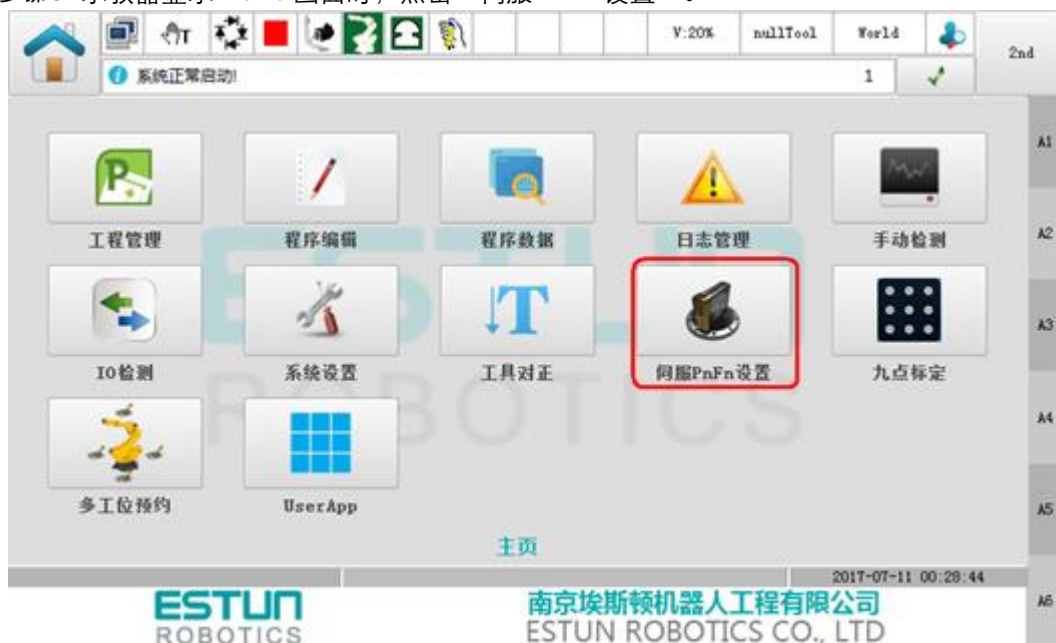 V:20% nullTool World 2nd
系统正常启动! 1
A1
工程管理 程序编辑 程序数据 日志管理 手动检测
A2
A3
IO检测 系统设置 工具对正 伺服PnFn设置 九点标定
A4
多工位预约 UserApp
A5
主页
2017-07-11 00:28:44
A6
ESTUN
ROBOTICS
南京埃斯顿机器人工程有限公司
ESTUN ROBOTICS CO., LTD